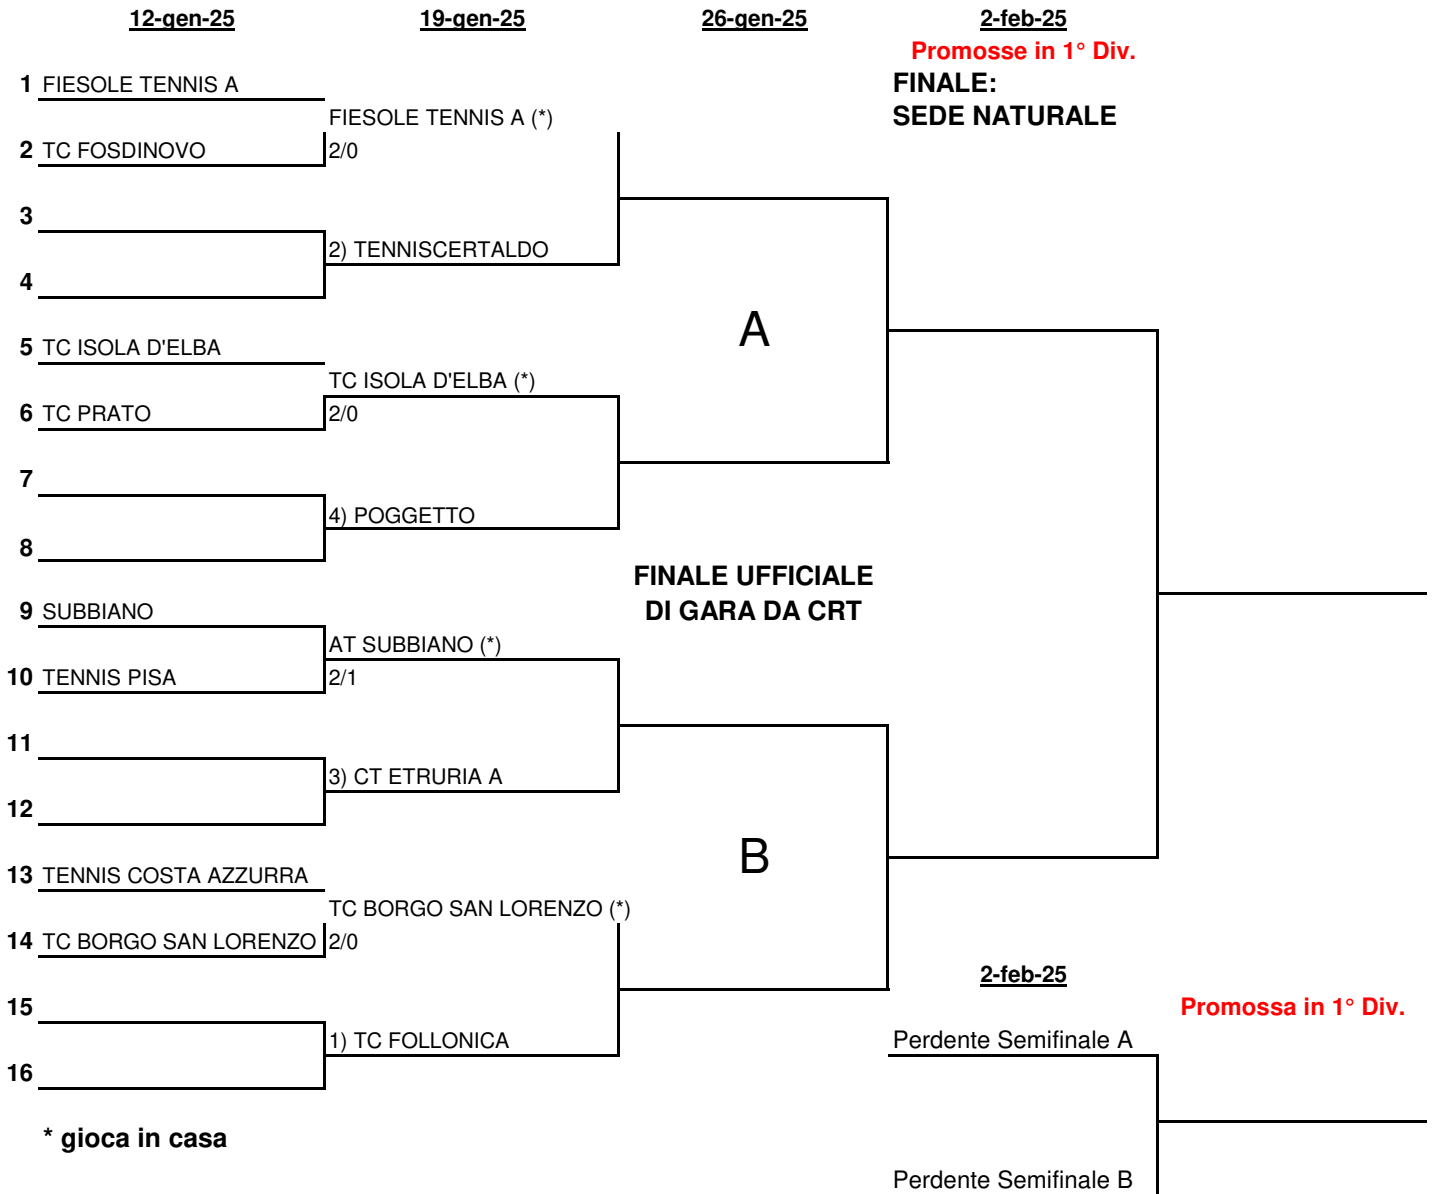 12-gen-25 19-gen-25 26-gen-25 2-feb-25
Promosse in 1° Div.
1 FIESOLE TENNIS A FINALE:
FIESOLE TENNIS A (*) SEDE NATURALE
2 TC FOSDINOVO 2/0
3
2) TENNISCERTALDO
4
A
5 TC ISOLA D'ELBA
TC ISOLA D'ELBA (*)
6 TC PRATO 2/0
7
4) POGGETTO
8
FINALE UFFICIALE
DI GARA DA CRT
9 SUBBIANO
AT SUBBIANO (*)
10 TENNIS PISA 2/1
11
3) CT ETRURIA A
12
B
13 TENNIS COSTA AZZURRA
TC BORGO SAN LORENZO (*)
14 TC BORGO SAN LORENZO 2/0
2-feb-25
15 Promossa in 1° Div.
1) TC FOLLONICA Perdente Semifinale A
16
* gioca in casa
Perdente Semifinale B